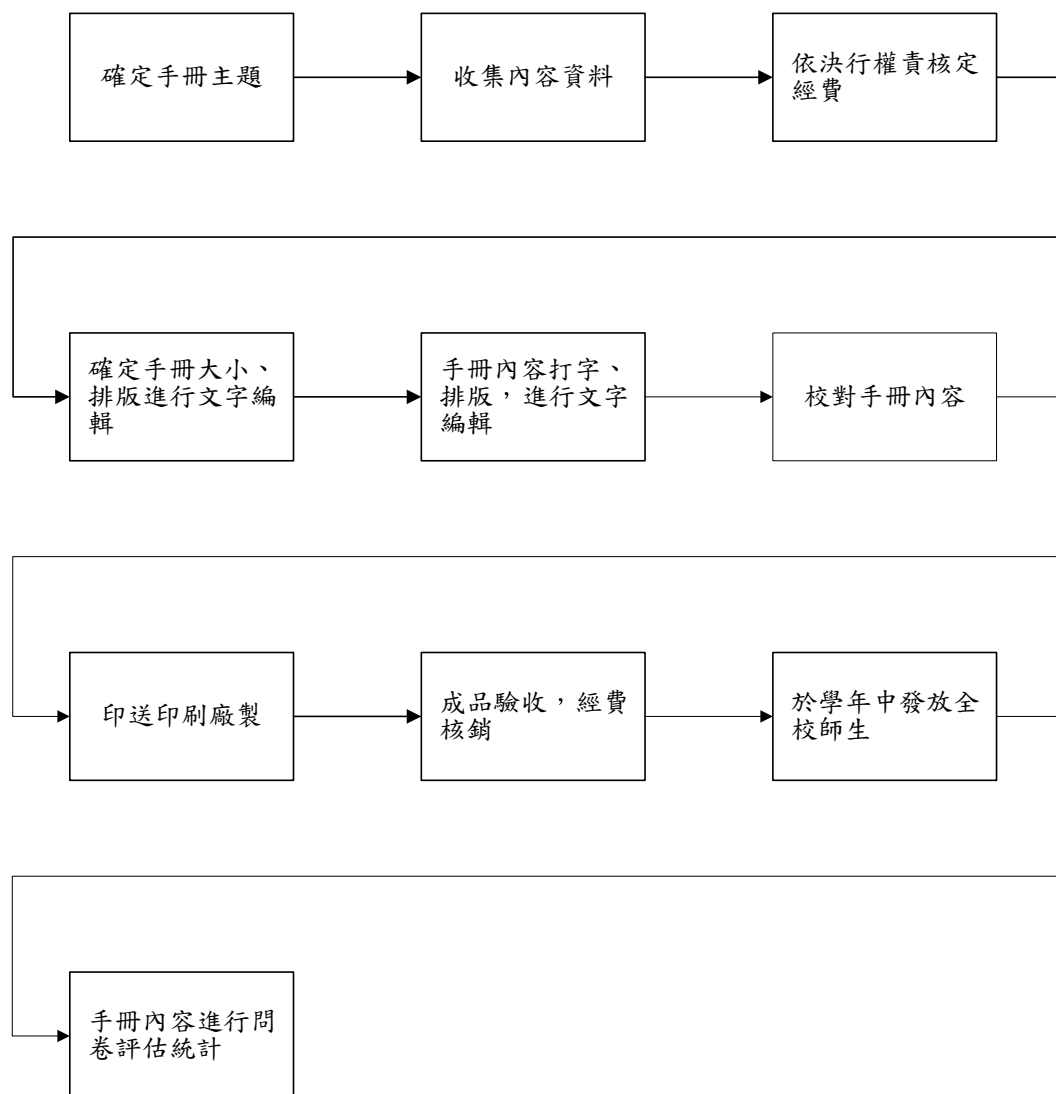 確定手冊主題
收集內容資料
依決行權責核定
經費
確定手冊大小、
排版進行文字編
輯
手冊內容打字、
排版，進行文字
編輯
校對手冊內容
印送印刷廠製
成品驗收，經費
核銷
於學年中發放全
校師生
手冊內容進行問
卷評估統計